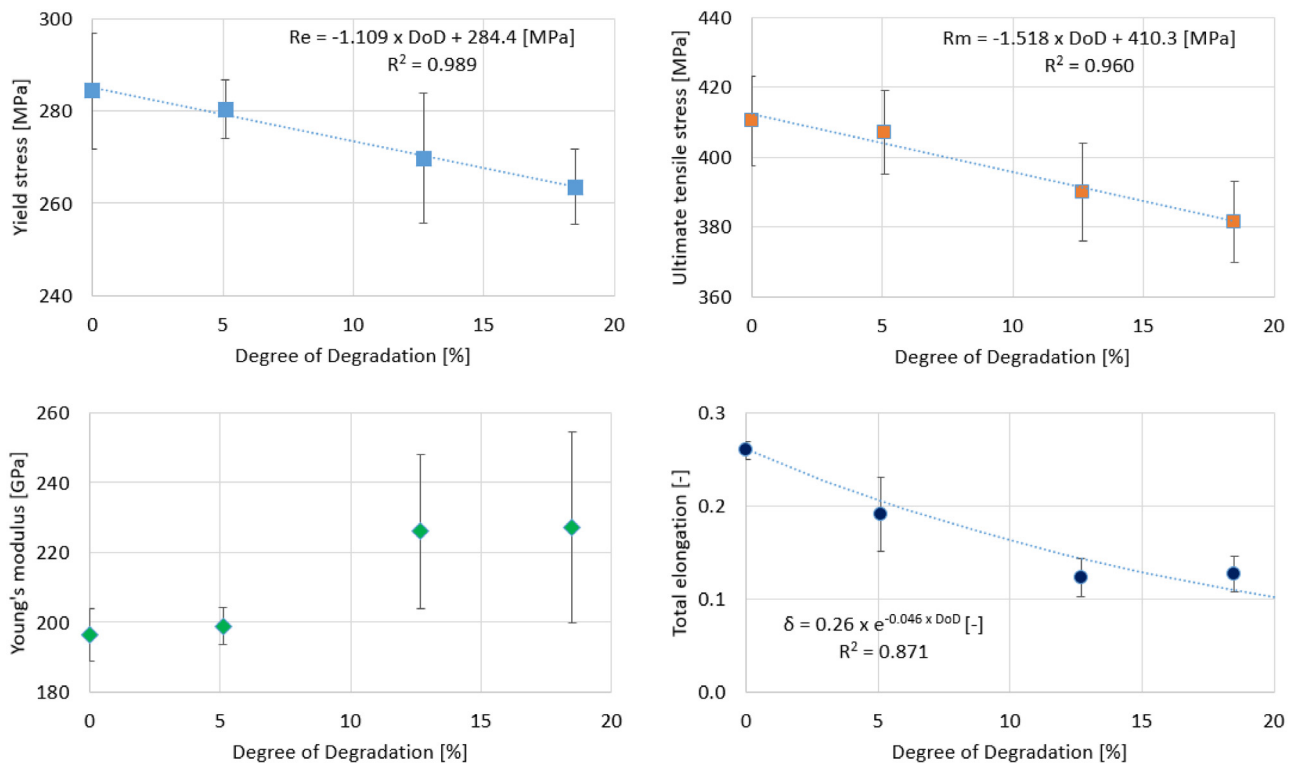 300
280
260
240
Yield stress [MPa]
Re = -1.109 x DoD + 284.4 [MPa]
R² = 0.989
0 5 10 15 20
Degree of Degradation [%]
440
420
400
380
360
Ultimate tensile stress [MPa]
Rm = -1.518 x DoD + 410.3 [MPa]
R² = 0.960
0 5 10 15 20
Degree of Degradation [%]
260
240
220
200
180
Young's modulus [GPa]
0 5 10 15 20
Degree of Degradation [%]
0.3
0.2
0.1
0.0
Total elongation [-]
δ = 0.26 x e^-0.046 x DoD [-]
R² = 0.871
0 5 10 15 20
Degree of Degradation [%]